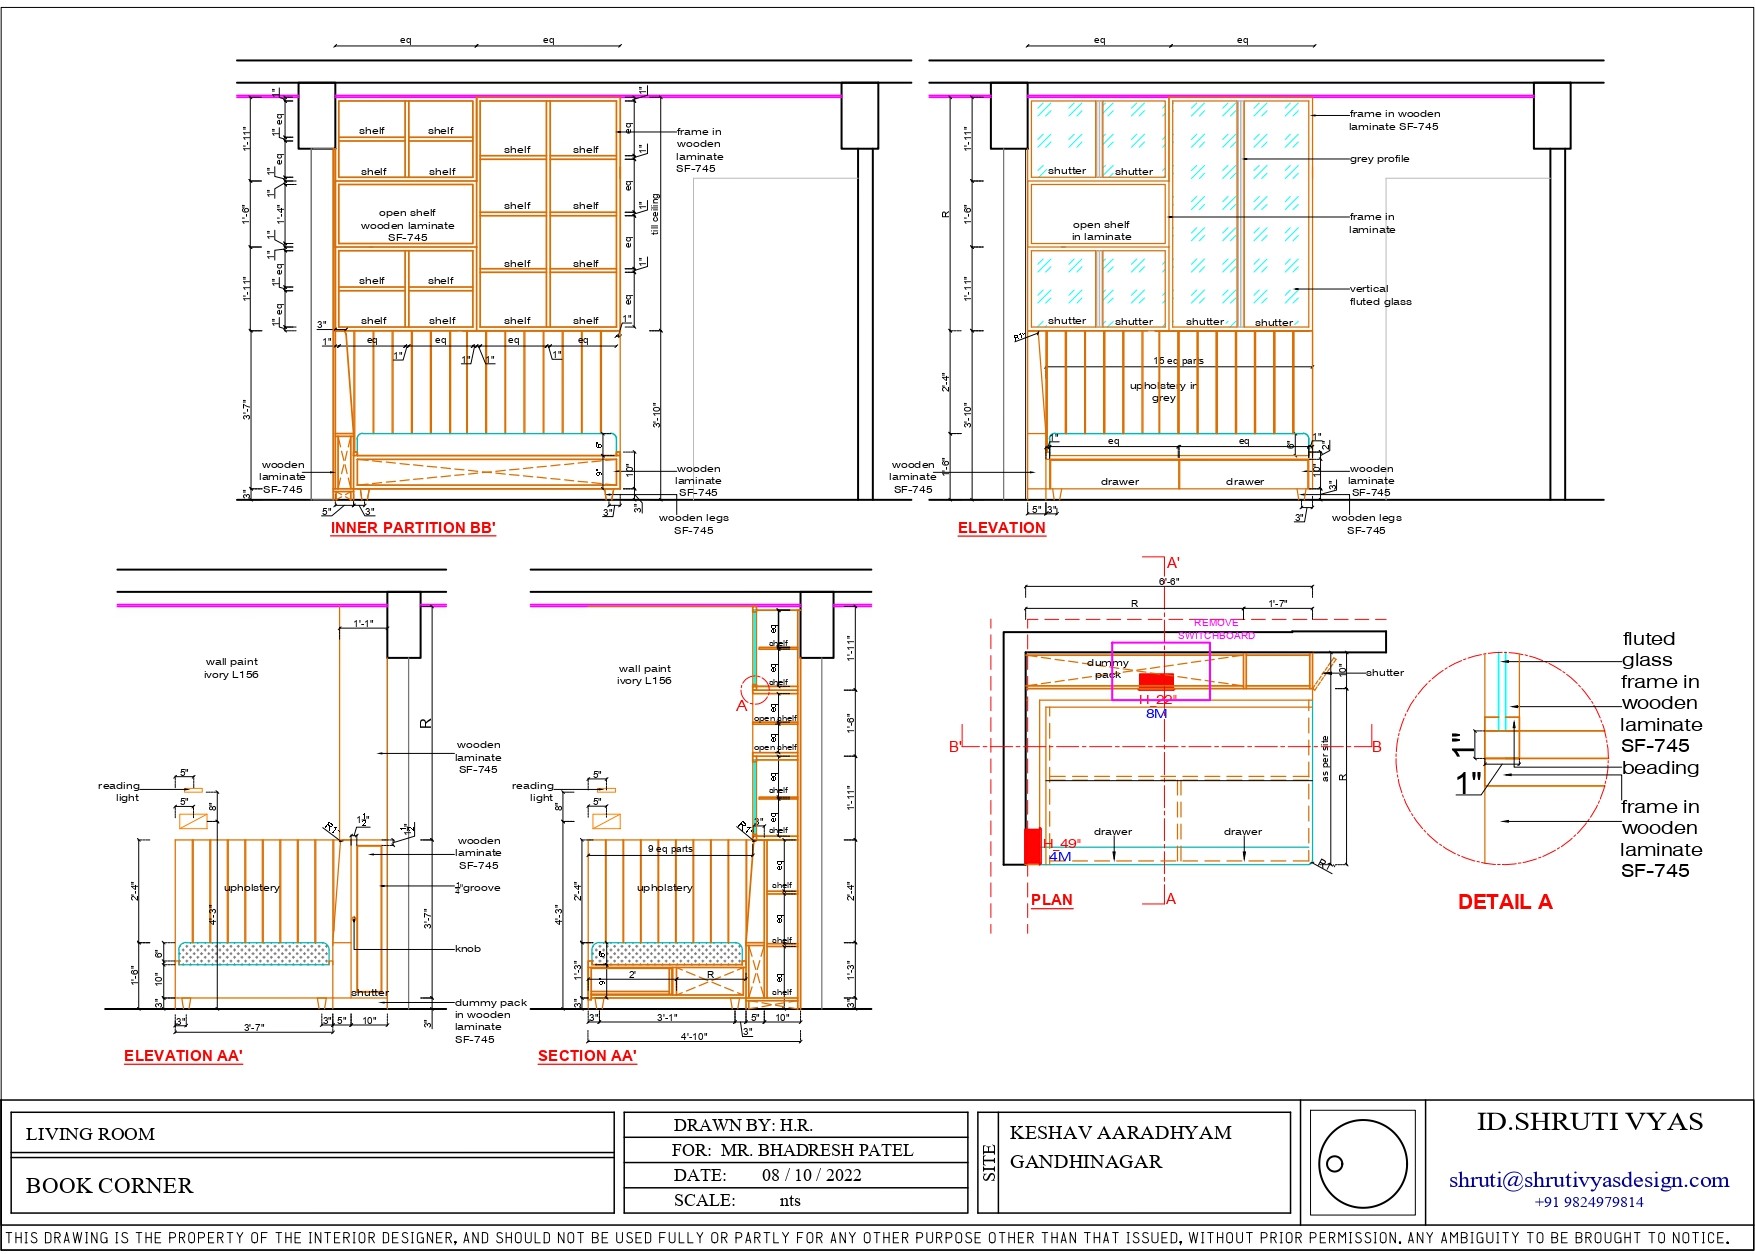 eq
eq
1"
1"
1'-11"
1"
eq
eq
1"
1"
1'-6"
1'-4"
1"
1"
1'-11"
1"
eq
eq
1"
3'-7"
3"
shelf
shelf
shelf
shelf
shelf
shelf
open shelf
wooden laminate
SF-745
shelf
shelf
shelf
shelf
shelf
shelf
shelf
shelf
shelf
shelf
eq
1"
eq
1"
eq
1"
eq
1"
till ceiling
3'-10"
frame in
wooden
laminate
SF-745
3"
1"
eq
eq
eq
eq
1"
1"
1"
1"
6"
9"
10"
wooden
laminate
SF-745
wooden
laminate
SF-745
wooden legs
SF-745
5"
3"
3"
3"
INNER PARTITION BB'
eq
eq
R
1'-11"
1'-6"
1'-11"
2'-4"
3'-10"
1'-6"
frame in wooden
laminate SF-745
grey profile
shutter
shutter
open shelf
in laminate
frame in
laminate
vertical
fluted glass
shutter
shutter
shutter
shutter
R1"
15 eq parts
upholstery in
grey
1"
eq
eq
6"
1"
2"
10"
3"
drawer
drawer
wooden
laminate
SF-745
wooden
laminate
SF-745
wooden legs
SF-745
5"
3"
3"
ELEVATION
1'-1"
wall paint
ivory L156
R
wooden
laminate
SF-745
reading
light
5"
5"
8"
R1"
wooden
laminate
SF-745
upholstery
groove
2'-4"
4'-3"
3'-7"
knob
1'-6"
6"
10"
3"
shutter
dummy pack
in wooden
laminate
SF-745
3"
3'-7"
3"
5"
10"
3"
ELEVATION AA'
wall paint
ivory L156
eq
shelf
eq
shelf
A
eq
open shelf
eq
open shelf
eq
shelf
eq
shelf
1'-11"
1'-6"
1'-11"
reading
light
5"
5"
8"
R1"
3"
9 eq parts
upholstery
2'-4"
4'-3"
1'-3"
3"
6"
9"
2'
R
eq
shelf
eq
shelf
eq
shelf
2'-4"
1'-3"
3"
3"
3'-1"
3"
5"
10"
4'-10"
SECTION AA'
A'
6'-6"
R
1'-7"
REMOVE
SWITCHBOARD
dummy
pack
H_22"
8M
10"
shutter
B'
B
as per site
R
drawer
drawer
H_49"
4M
R1"
PLAN
A
fluted
glass
frame in
wooden
laminate
SF-745
beading
1"
1"
frame in
wooden
laminate
SF-745
DETAIL A
LIVING ROOM
BOOK CORNER
DRAWN BY: H.R.
FOR: MR. BHADRESH PATEL
DATE: 08 / 10 / 2022
SCALE: nts
SITE
KESHAV AARADHYAM
GANDHINAGAR
ID.SHRUTI VYAS
shruti@shrutivyasdesign.com
+91 9824979814
THIS DRAWING IS THE PROPERTY OF THE INTERIOR DESIGNER, AND SHOULD NOT BE USED FULLY OR PARTLY FOR ANY OTHER PURPOSE OTHER THAN THAT ISSUED, WITHOUT PRIOR PERMISSION. ANY AMBIGUITY TO BE BROUGHT TO NOTICE.